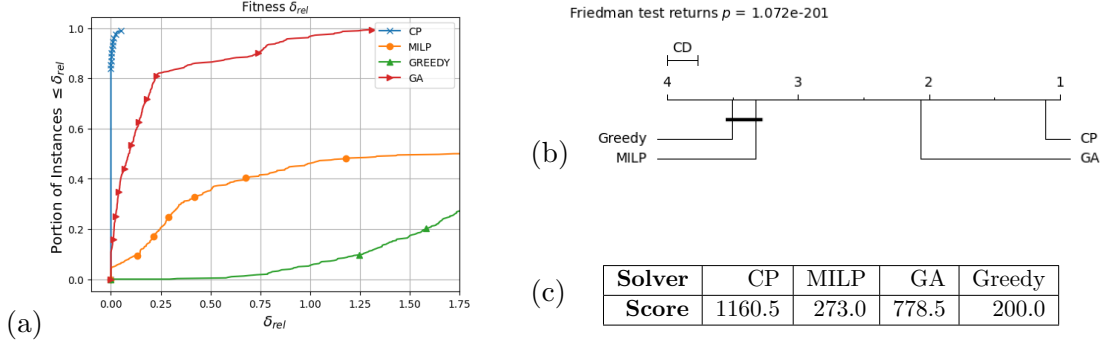 Fitness δrel
Portion of Instances ≤ δrel
1.0
0.8
0.6
0.4
0.2
0.0
0.00 0.25 0.50 0.75 1.00 1.25 1.50 1.75
δrel
CP
MILP
GREEDY
GA
(a)
Friedman test returns p = 1.072e-201
CD
4 3 2 1
Greedy CP
MILP GA
(b)
(c)
Solver CP MILP GA Greedy
Score 1160.5 273.0 778.5 200.0